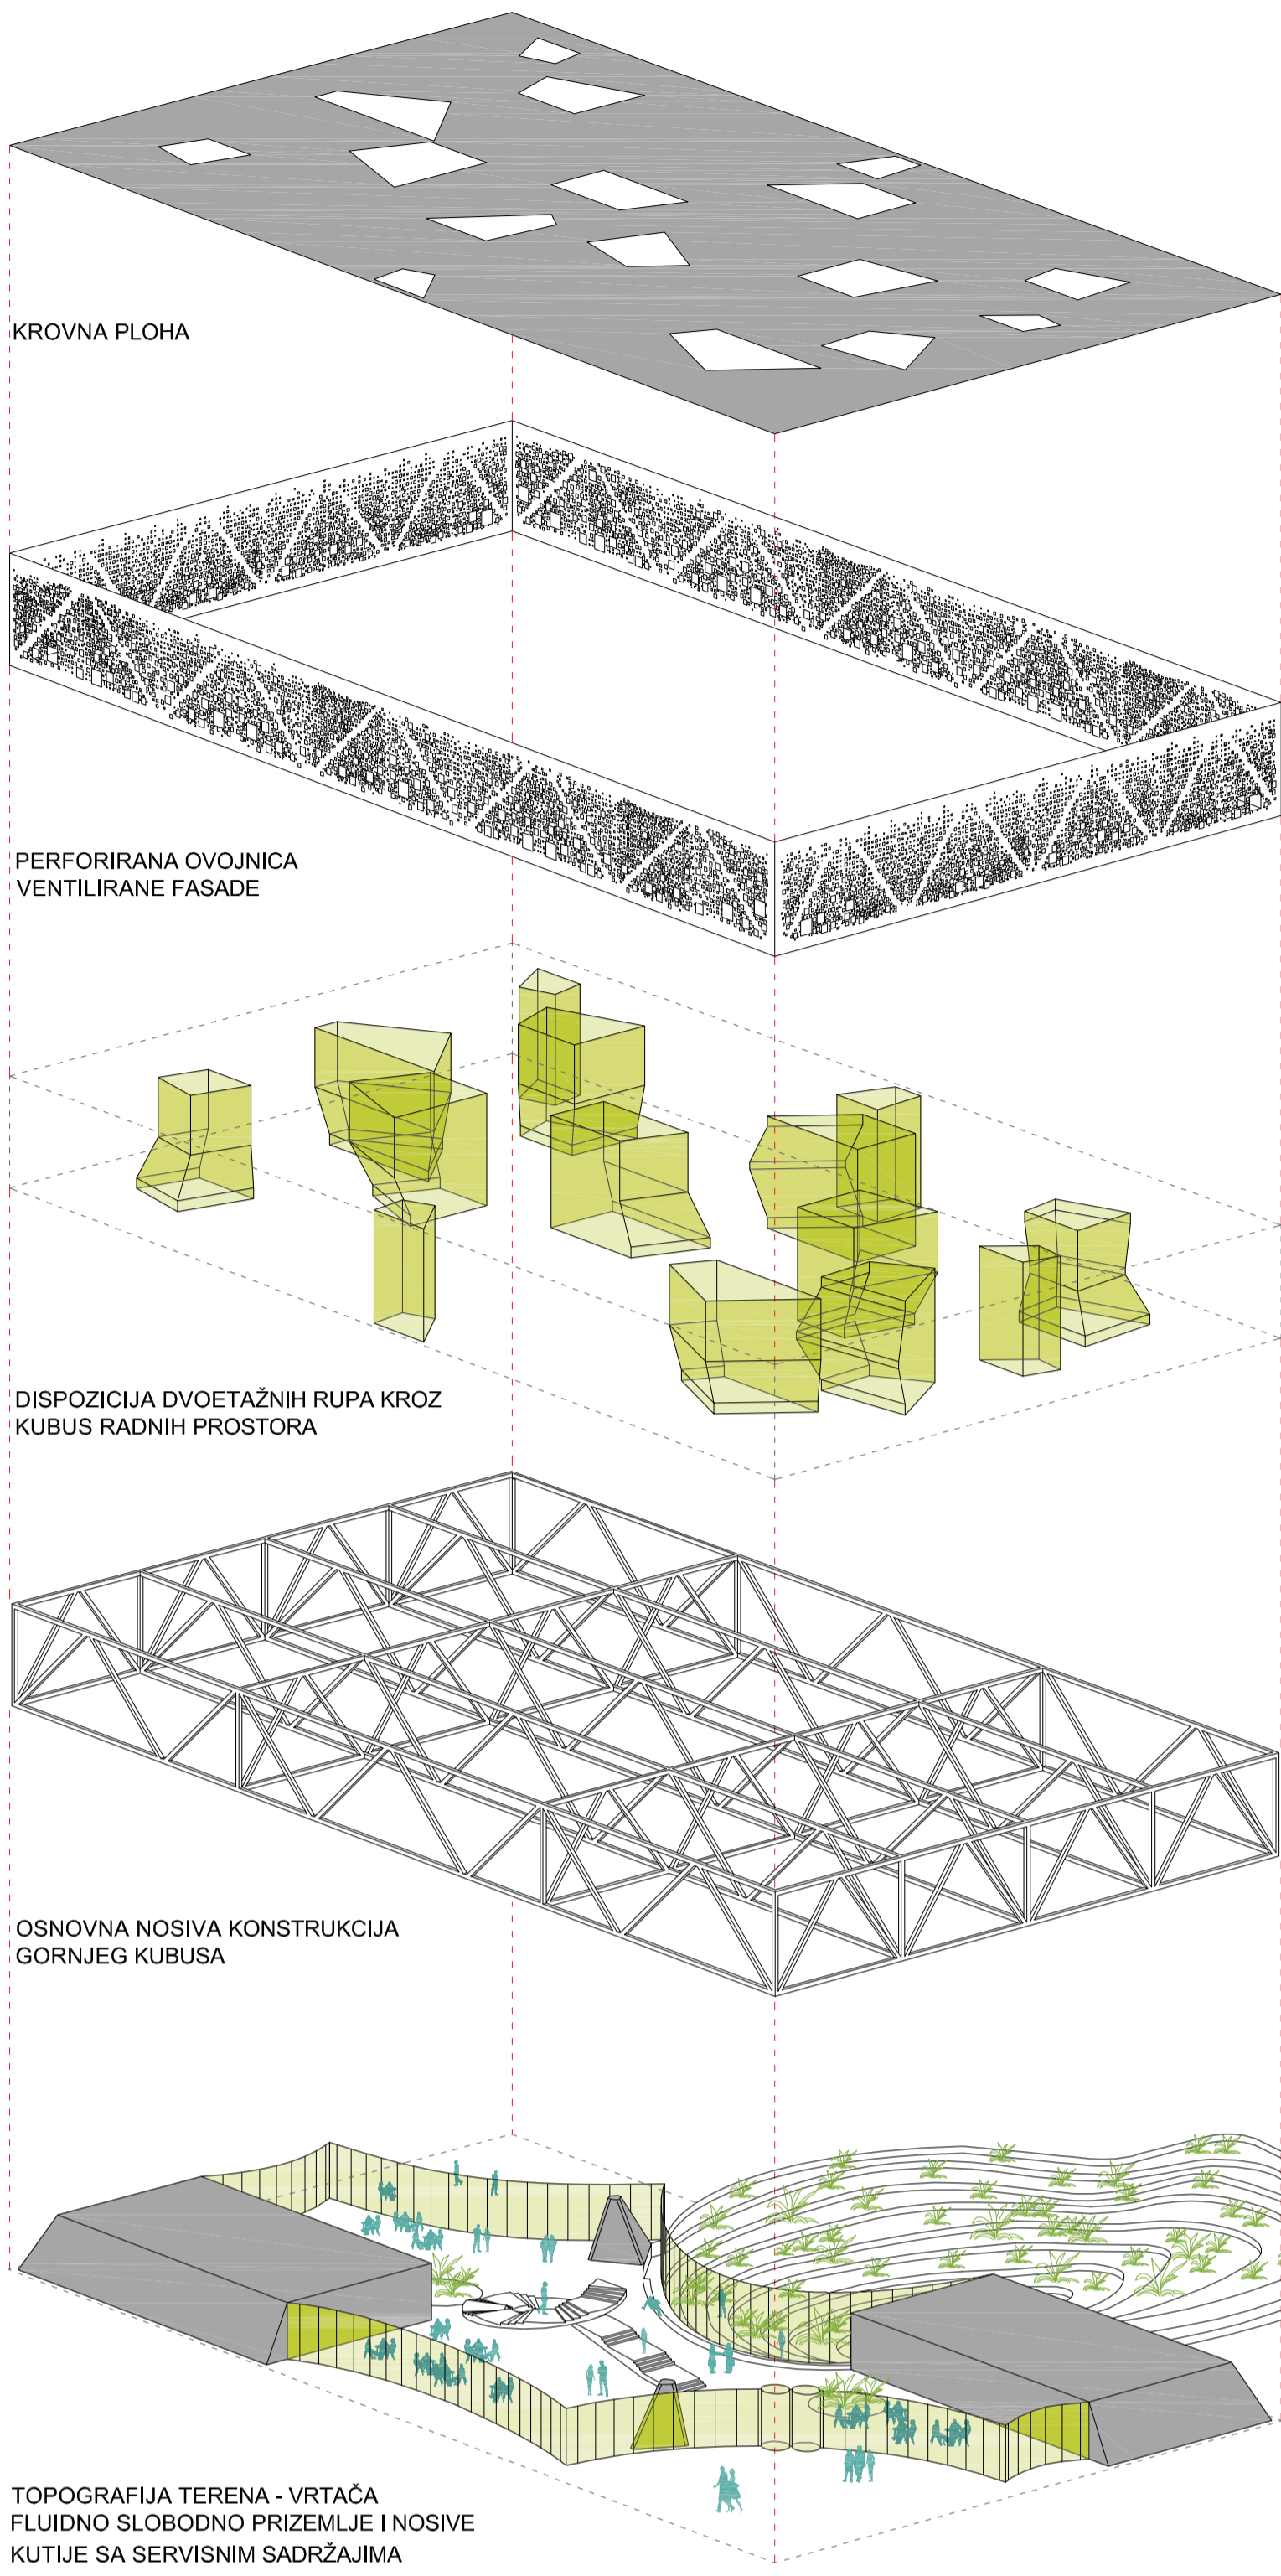 KROVNA PLOHA
PERFORIRANA OVOJNICA
VENTILIRANE FASADE
DISPOZICIJA DVOETAŽNIH RUPA KROZ
KUBUS RADNIH PROSTORA
OSNOVNA NOSIVA KONSTRUKCIJA
GORNJEG KUBUSA
TOPOGRAFIJA TERENA - VRTAČA
FLUIDNO SLOBODNO PRIZEMLJE I NOSIVE
KUTIJE SA SERVISNIM SADRŽAJIMA